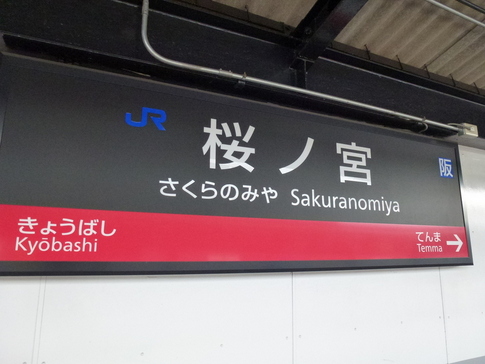 JR
桜ノ宮
阪
さくらのみや Sakuranomiya
きょうばし
Kyōbashi
てんま
Temma